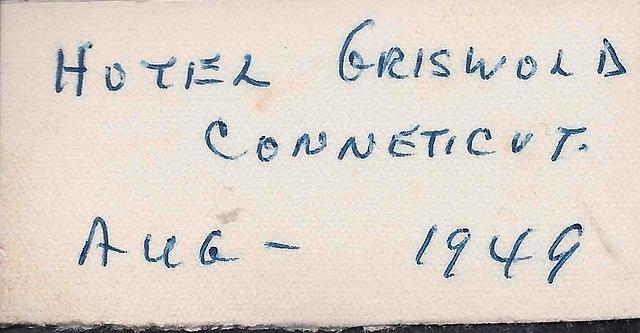 HOTEL GRISWOLD
CONNETICUT.
AUG - 1949